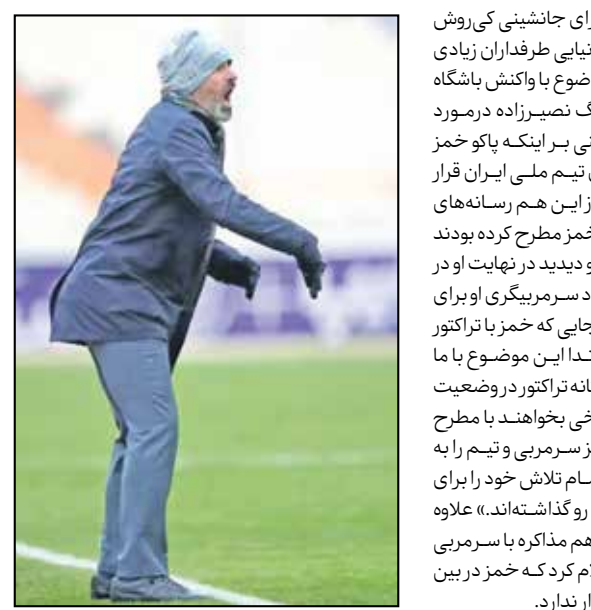 رای جانشینی کی‌روش
نیایی طرفداران زیادی
ضوع با واکنش باشگاه
گ نصیرزاده درمورد
نی بر اینکه پاکو خمز
تیم ملی ایران قرار
ز این هم رسانه‌های
خمز مطرح کرده بودند
و دیدید در نهایت او در
د سرمربیگری او برای
جایی که خمز با تراکتور
ندا این موضوع با ما
انه تراکتور در وضعیت
خی بخواهند با مطرح
ز سرمربی و تیم را به
ام تلاش خود را برای
رو گذاشته‌اند.» علاوه
هم مذاکره با سرمربی
لام کرد که خمز در بین
ار ندارد.